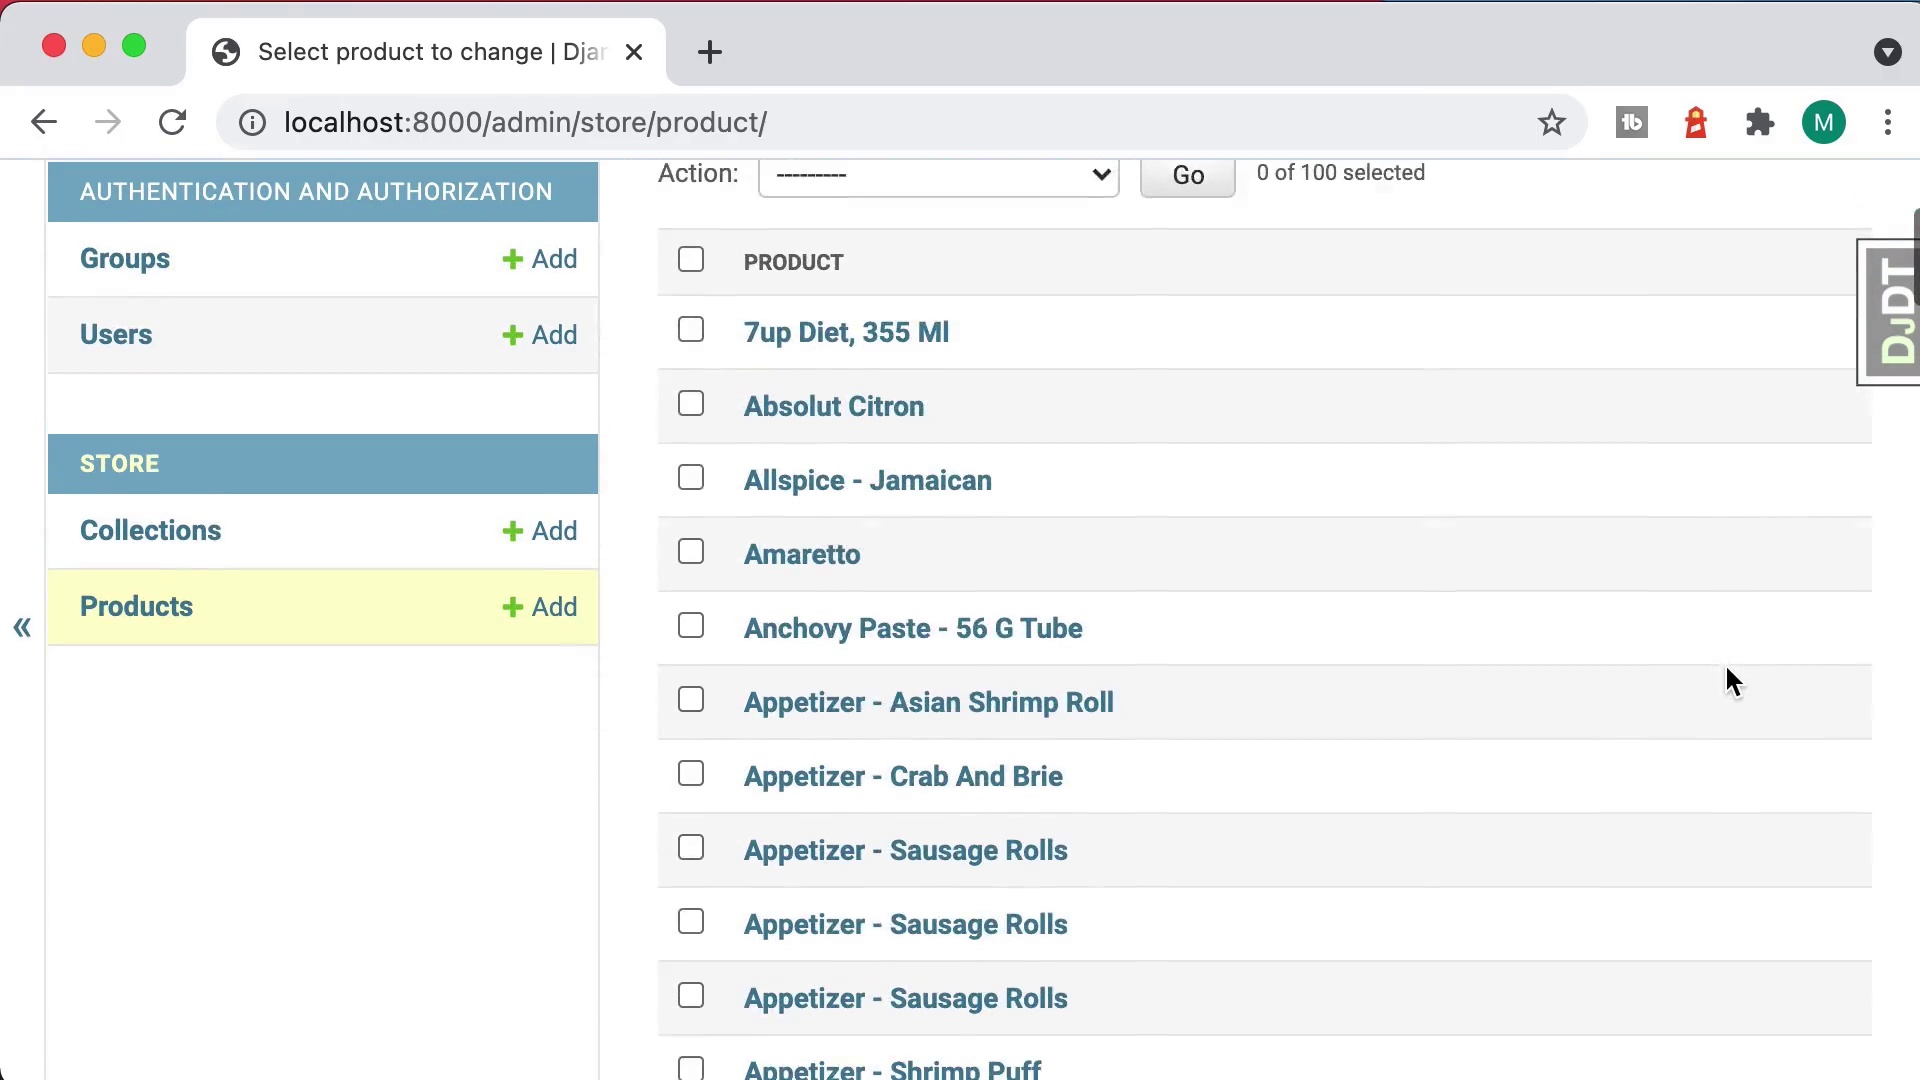 Select product to change | Djan
localhost:8000/admin/store/product/
M
Action: --------- Go 0 of 100 selected
AUTHENTICATION AND AUTHORIZATION
Groups + Add
Users + Add
STORE
Collections + Add
Products + Add
«
PRODUCT
7up Diet, 355 Ml
Absolut Citron
Allspice - Jamaican
Amaretto
Anchovy Paste - 56 G Tube
Appetizer - Asian Shrimp Roll
Appetizer - Crab And Brie
Appetizer - Sausage Rolls
Appetizer - Sausage Rolls
Appetizer - Sausage Rolls
Appetizer - Shrimp Puff
DJDT